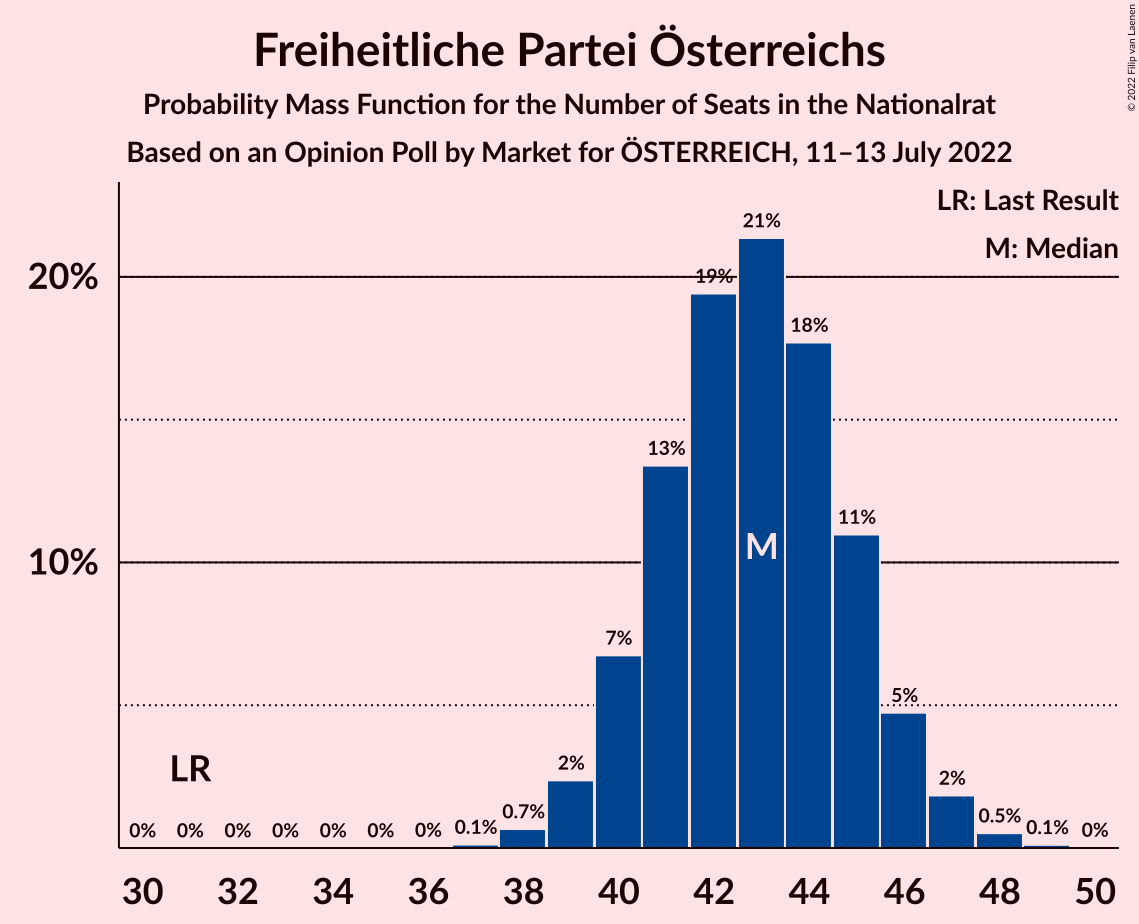 Freiheitliche Partei Österreichs
Probability Mass Function for the Number of Seats in the Nationalrat
Based on an Opinion Poll by Market for ÖSTERREICH, 11–13 July 2022
© 2022 Filip van Laenen
LR: Last Result
M: Median
20%
10%
0% 0% 0% 0% 0% 0% 0% 0.1% 0.7% 2% 7% 13% 19% 21% 18% 11% 5% 2% 0.5% 0.1% 0%
LR
M
30 32 34 36 38 40 42 44 46 48 50